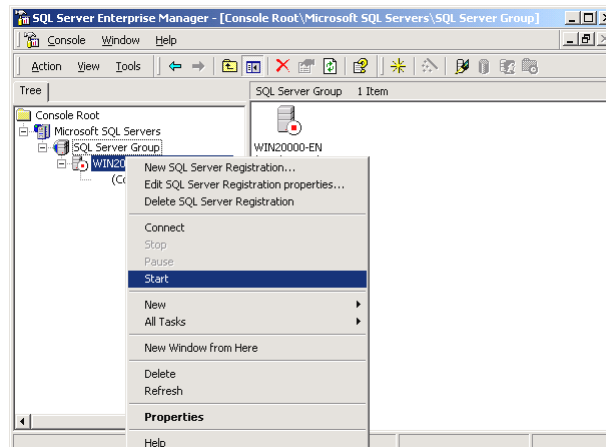 SQL Server Enterprise Manager - [Console Root\Microsoft SQL Servers\SQL Server Group]
Console Window Help
Action View Tools
Tree
SQL Server Group 1 Item
Console Root
Microsoft SQL Servers
SQL Server Group
WIN20000-EN
WIN20
(Co
New SQL Server Registration...
Edit SQL Server Registration properties...
Delete SQL Server Registration
Connect
Stop
Pause
Start
New
All Tasks
New Window from Here
Delete
Refresh
Properties
Help